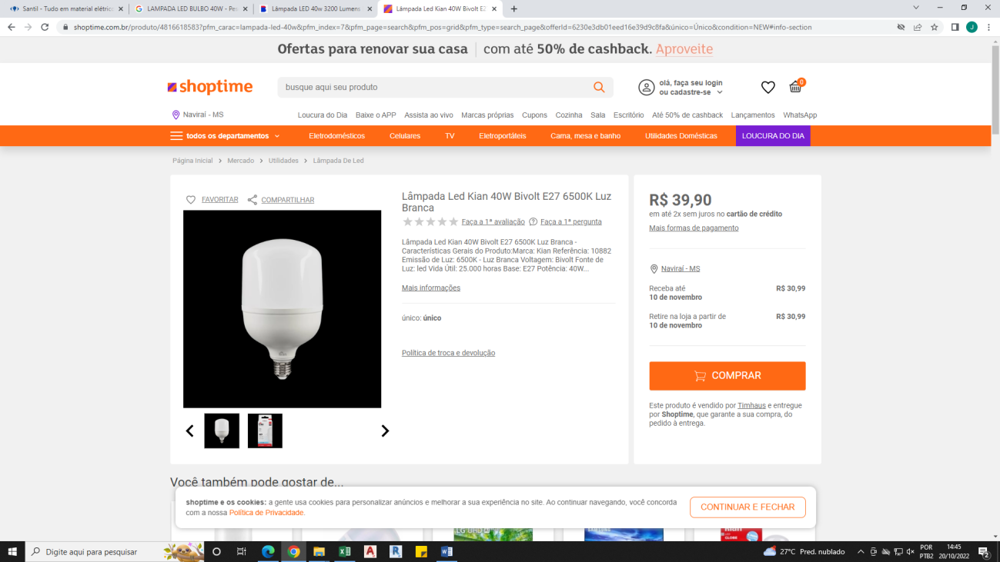 Santil - Tudo em material elétric
LAMPADA LED BULBO 40W - Pes
Lâmpada LED 40w 3200 Lumens
Lâmpada Led Kian 40W Bivolt E2
shoptime.com.br/produto/4816618583?pfm_carac=lampada-led-40w&pfm_index=7&pfm_page=search&pfm_pos=grid&pfm_type=search_page&offerId=6230e3db01eed16e39d9c8fa&único=Único&condition=NEW#info-section
J
Ofertas para renovar sua casa | com até 50% de cashback. Aproveite
shoptime
busque aqui seu produto
olá, faça seu login
ou cadastre-se
0
Naviraí - MS
Loucura do Dia Baixe o APP Assista ao vivo Marcas próprias Cupons Cozinha Sala Escritório Até 50% de cashback Lançamentos WhatsApp
todos os departamentos Eletrodomésticos Celulares TV Eletroportáteis Cama, mesa e banho Utilidades Domésticas LOUCURA DO DIA
Página Inicial > Mercado > Utilidades > Lâmpada De Led
FAVORITAR COMPARTILHAR
Lâmpada Led Kian 40W Bivolt E27 6500K Luz
Branca
Faça a 1ª avaliação Faça a 1ª pergunta
Lâmpada Led Kian 40W Bivolt E27 6500K Luz Branca -
Características Gerais do Produto:Marca: Kian Referência: 10882
Emissão de Luz: 6500K - Luz Branca Voltagem: Bivolt Fonte de
Luz: led Vida Útil: 25.000 horas Base: E27 Potência: 40W...
Mais informações
único: único
Política de troca e devolução
R$ 39,90
em até 2x sem juros no cartão de crédito
Mais formas de pagamento
Naviraí - MS
Receba até R$ 30,99
10 de novembro
Retire na loja a partir de R$ 30,99
10 de novembro
COMPRAR
Este produto é vendido por Timhaus e entregue
por Shoptime, que garante a sua compra, do
pedido à entrega.
Você também pode gostar de...
shoptime e os cookies: a gente usa cookies para personalizar anúncios e melhorar a sua experiência no site. Ao continuar navegando, você concorda
com a nossa Política de Privacidade.
CONTINUAR E FECHAR
LG UHD AI
Digite aqui para pesquisar
27°C Pred. nublado
POR
PTB2
14:45
20/10/2022
2